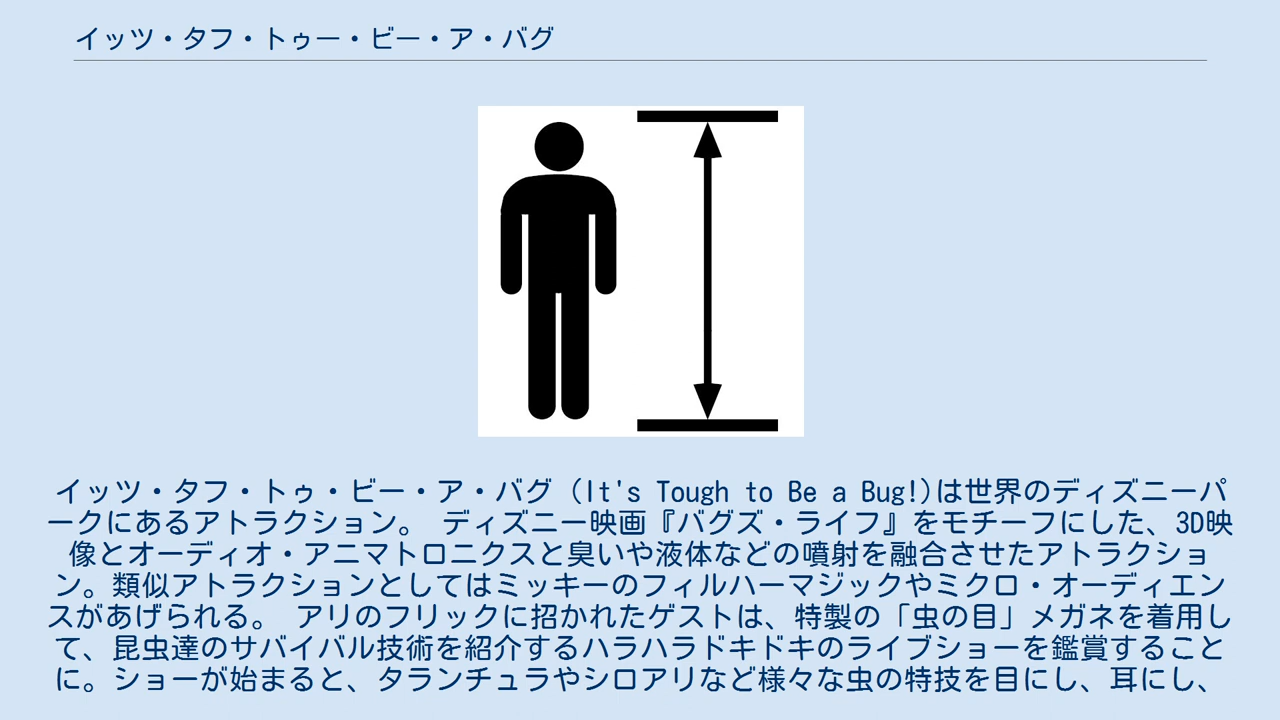 イッツ・タフ・トゥー・ビー・ア・バグ
イッツ・タフ・トゥ・ビー・ア・バグ（It's Tough to Be a Bug!)は世界のディズニーパ
ークにあるアトラクション。 ディズニー映画『バグズ・ライフ』をモチーフにした、3D映
像とオーディオ・アニマトロニクスと臭いや液体などの噴射を融合させたアトラクショ
ン。類似アトラクションとしてはミッキーのフィルハーマジックやミクロ・オーディエン
スがあげられる。 アリのフリックに招かれたゲストは、特製の「虫の目」メガネを着用し
て、昆虫達のサバイバル技術を紹介するハラハラドキドキのライブショーを鑑賞すること
に。ショーが始まると、タランチュラやシロアリなど様々な虫の特技を目にし、耳にし、